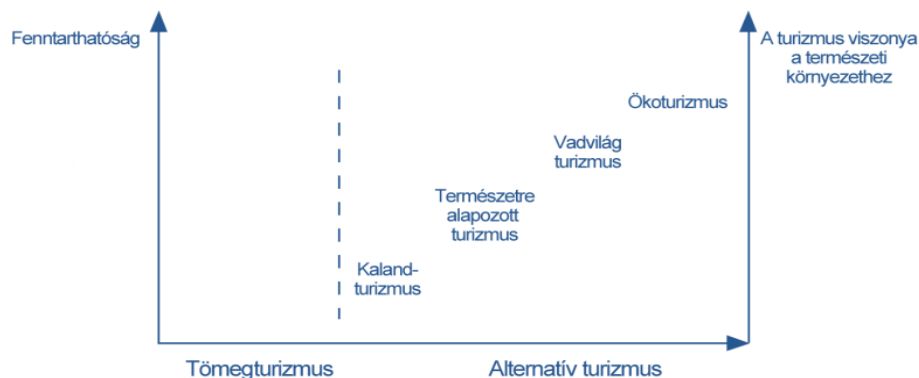 Fenntarthatóság
A turizmus viszonya
a természeti
környezethez
Ökoturizmus
Vadvilág
turizmus
Természetre
alapozott
turizmus
Kaland-
turizmus
Tömegturizmus
Alternatív turizmus